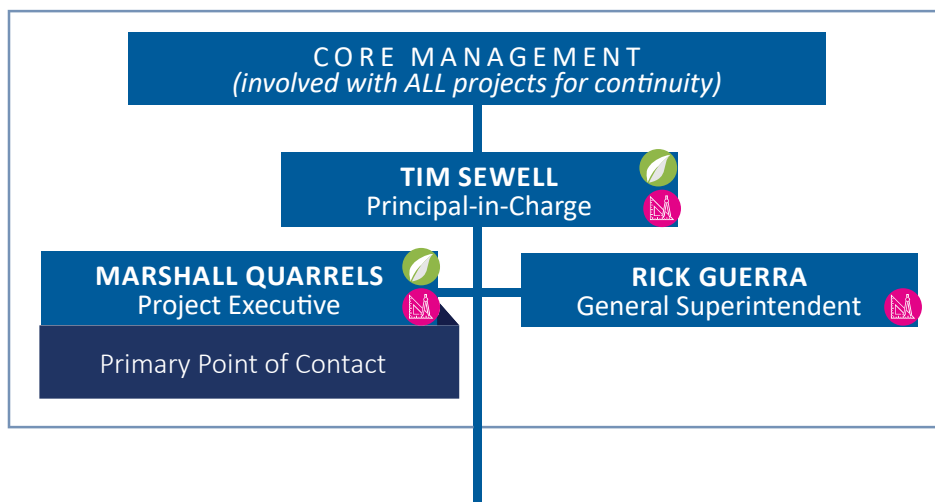 CORE MANAGEMENT
(involved with ALL projects for continuity)
TIM SEWELL
Principal-in-Charge
MARSHALL QUARRELS
Project Executive
Primary Point of Contact
RICK GUERRA
General Superintendent